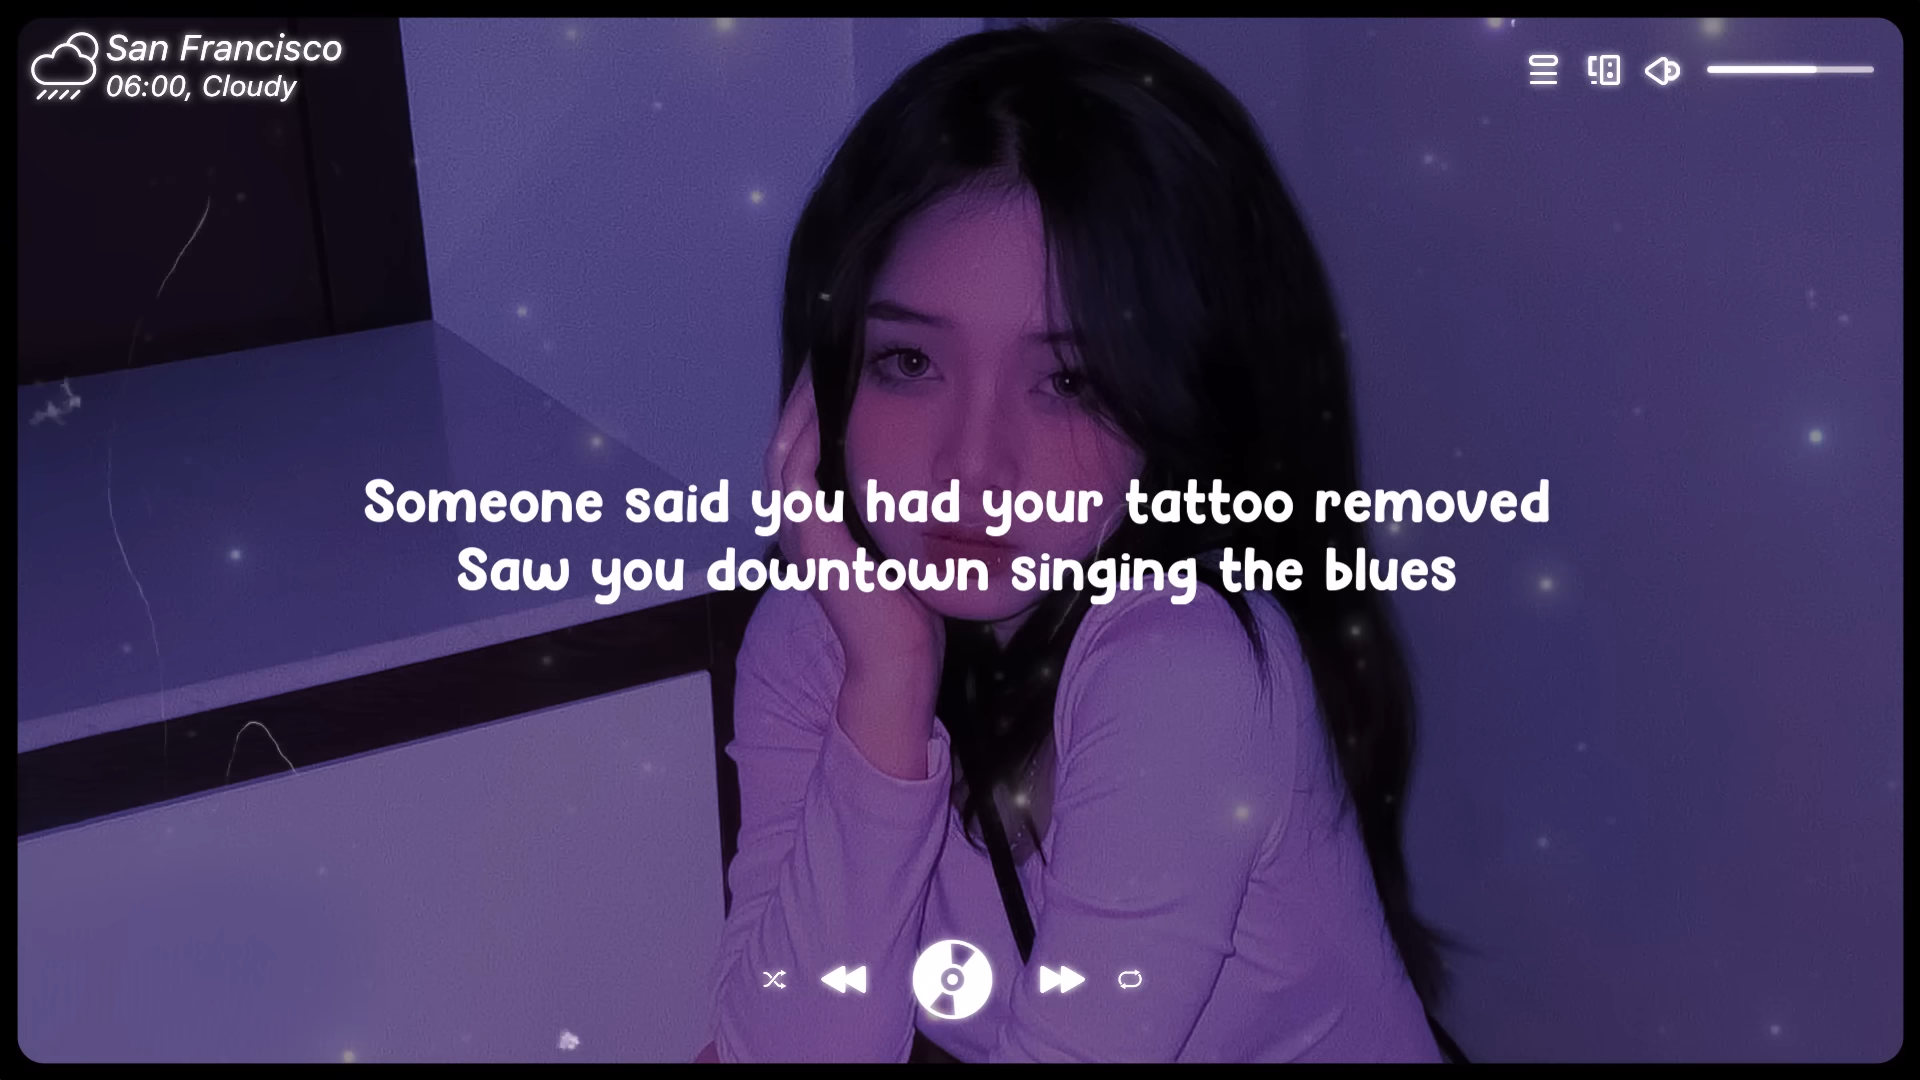 San Francisco
06:00, Cloudy
Someone said you had your tattoo removed
Saw you downtown singing the blues